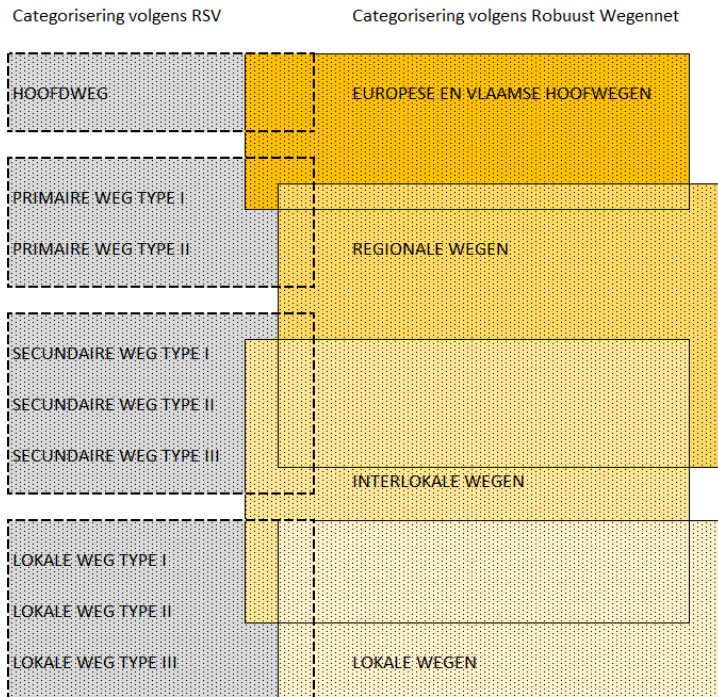 Categorisering volgens RSV
Categorisering volgens Robuust Wegennet
HOOFDWEG
EUROPESE EN VLAAMSE HOOFWEGEN
PRIMAIRE WEG TYPE I
PRIMAIRE WEG TYPE II
REGIONALE WEGEN
SECUNDAIRE WEG TYPE I
SECUNDAIRE WEG TYPE II
SECUNDAIRE WEG TYPE III
INTERLOKALE WEGEN
LOKALE WEG TYPE I
LOKALE WEG TYPE II
LOKALE WEG TYPE III
LOKALE WEGEN